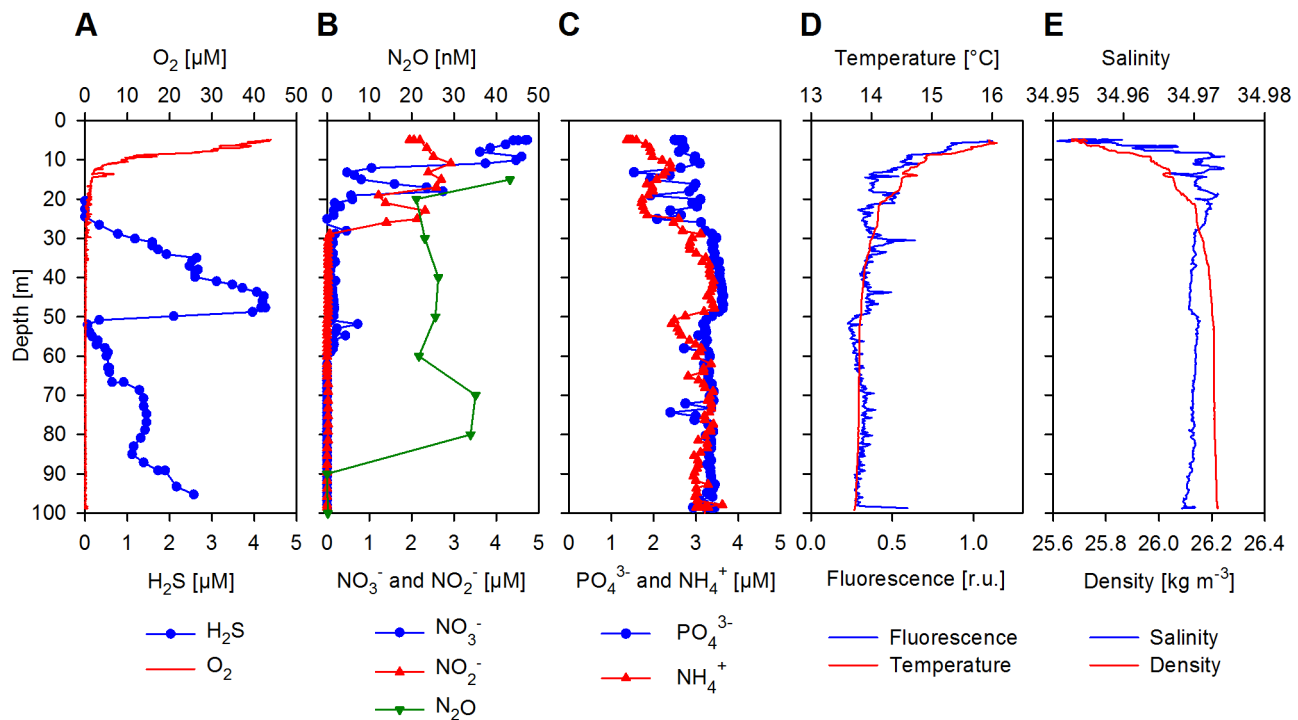 A B C D E
O₂ [µM] N₂O [nM] Temperature [°C] Salinity
0 10 20 30 40 50 0 10 20 30 40 50 13 14 15 16 34.95 34.96 34.97 34.98
0
10
20
30
40
50
60
70
80
90
100
Depth [m]
0 1 2 3 4 5 0 1 2 3 4 5 0 1 2 3 4 5 0.0 0.4 1.0 25.6 25.8 26.0 26.2 26.4
H₂S [µM] NO₃⁻ and NO₂⁻ [µM] PO₄³⁻ and NH₄⁺ [µM] Fluorescence [r.u.] Density [kg m⁻³]
H₂S NO₃⁻ PO₄³⁻ Fluorescence Salinity
O₂ NO₂⁻ NH₄⁺ Temperature Density
N₂O